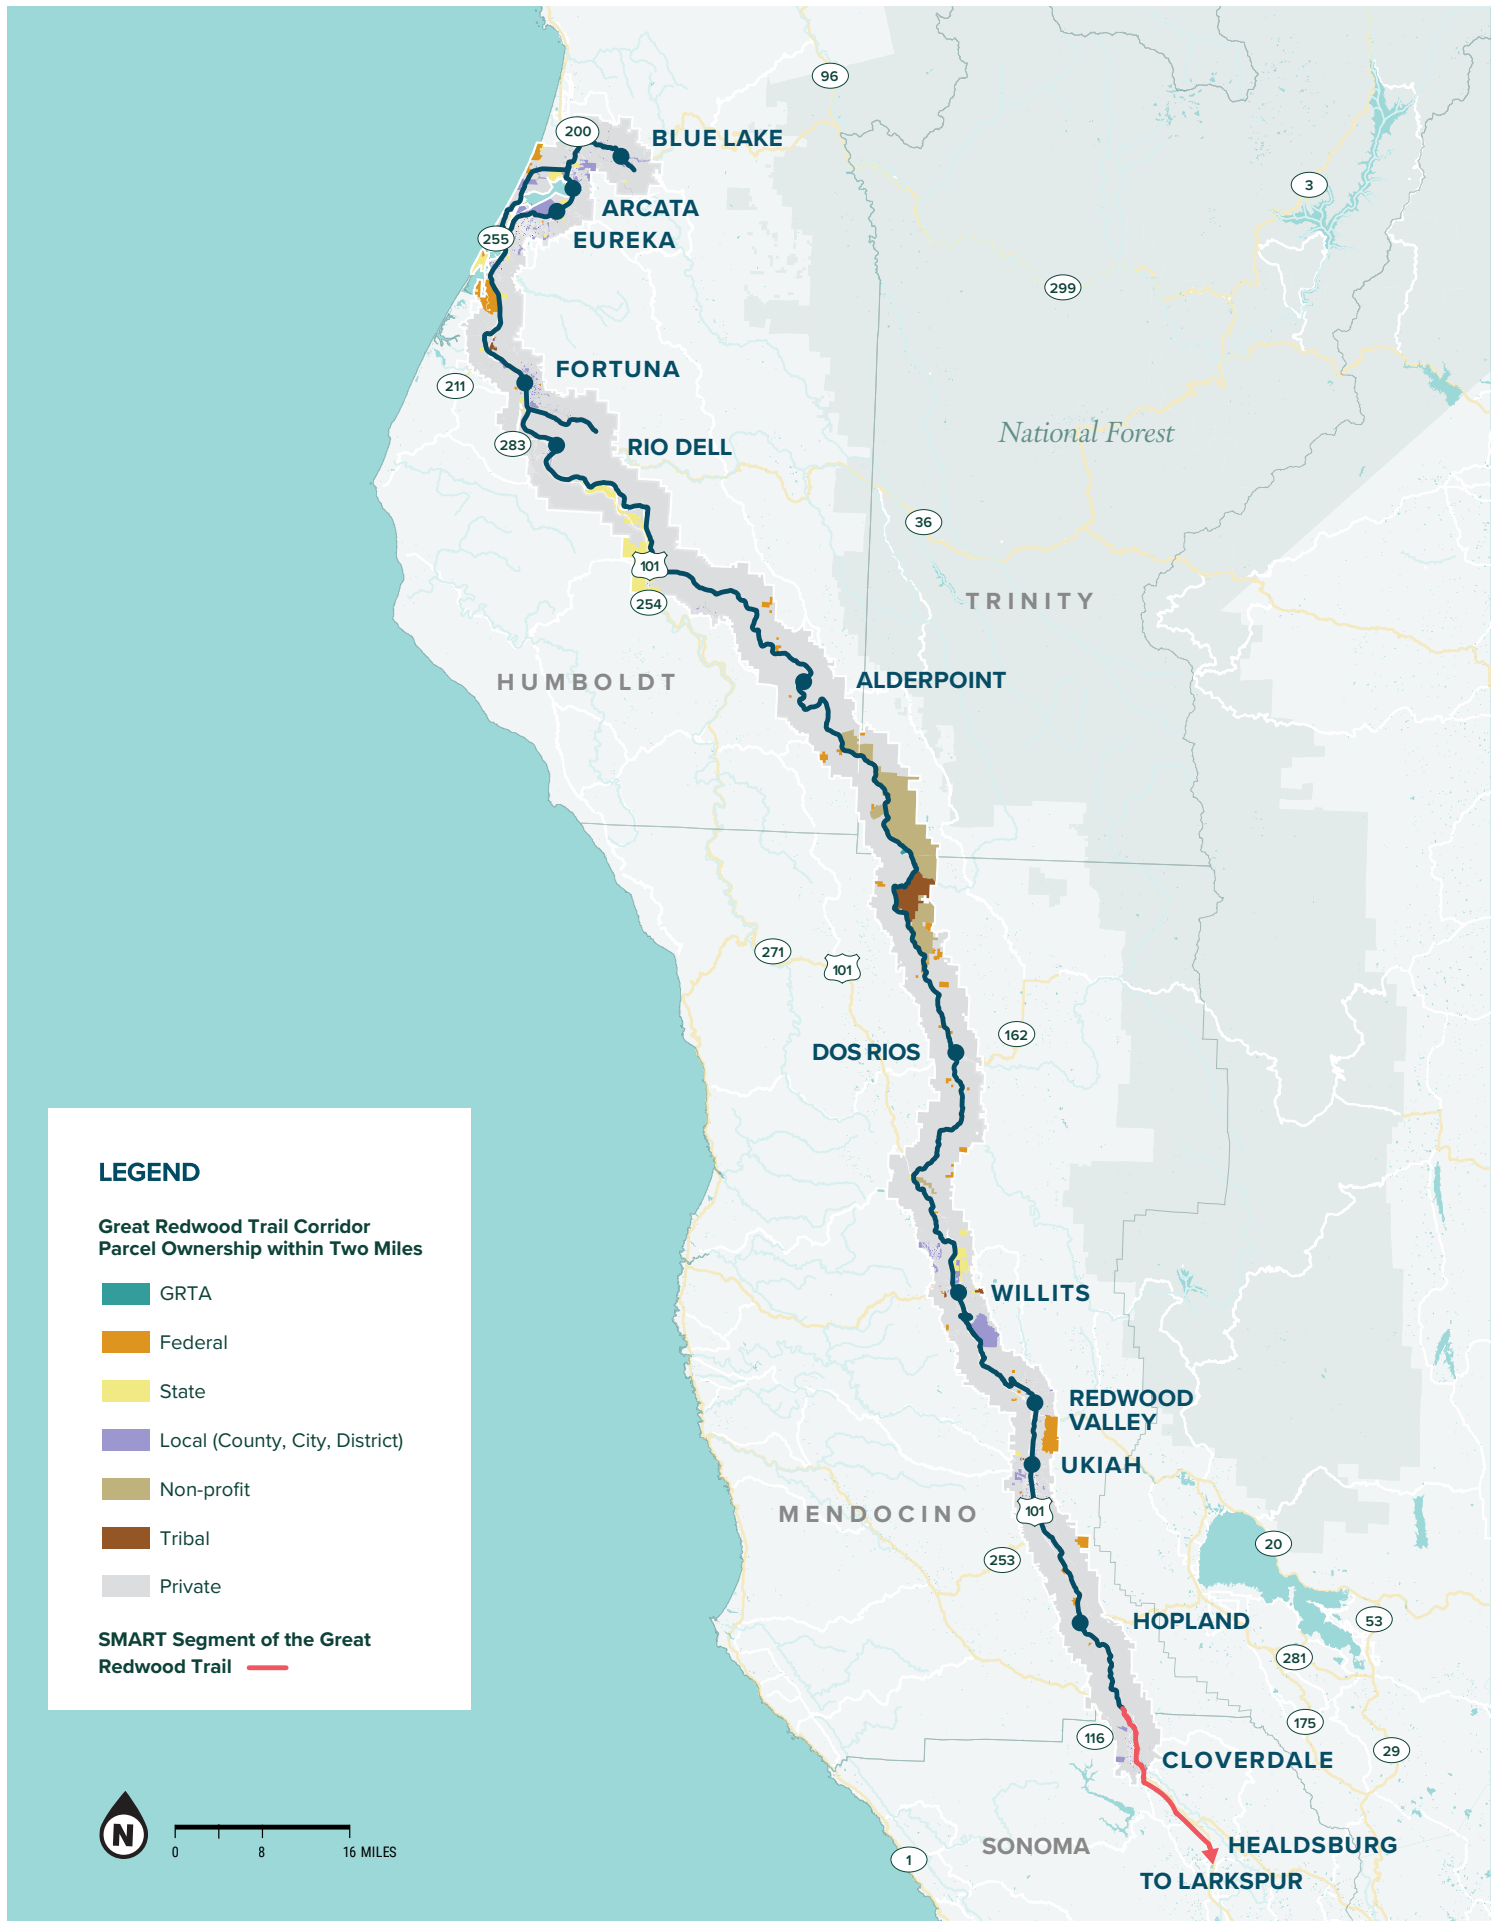 96
200
BLUE LAKE
3
ARCATA
255
EUREKA
299
FORTUNA
211
National Forest
283
RIO DELL
36
101
254
TRINITY
HUMBOLDT
ALDERPOINT
271
101
162
DOS RIOS
LEGEND
Great Redwood Trail Corridor
Parcel Ownership within Two Miles
GRTA
Federal
State
Local (County, City, District)
Non-profit
Tribal
Private
SMART Segment of the Great
Redwood Trail
WILLITS
REDWOOD
VALLEY
UKIAH
101
MENDOCINO
253
20
HOPLAND
53
281
175
116
29
CLOVERDALE
SONOMA
HEALDSBURG
1
TO LARKSPUR
N
0 8 16 MILES